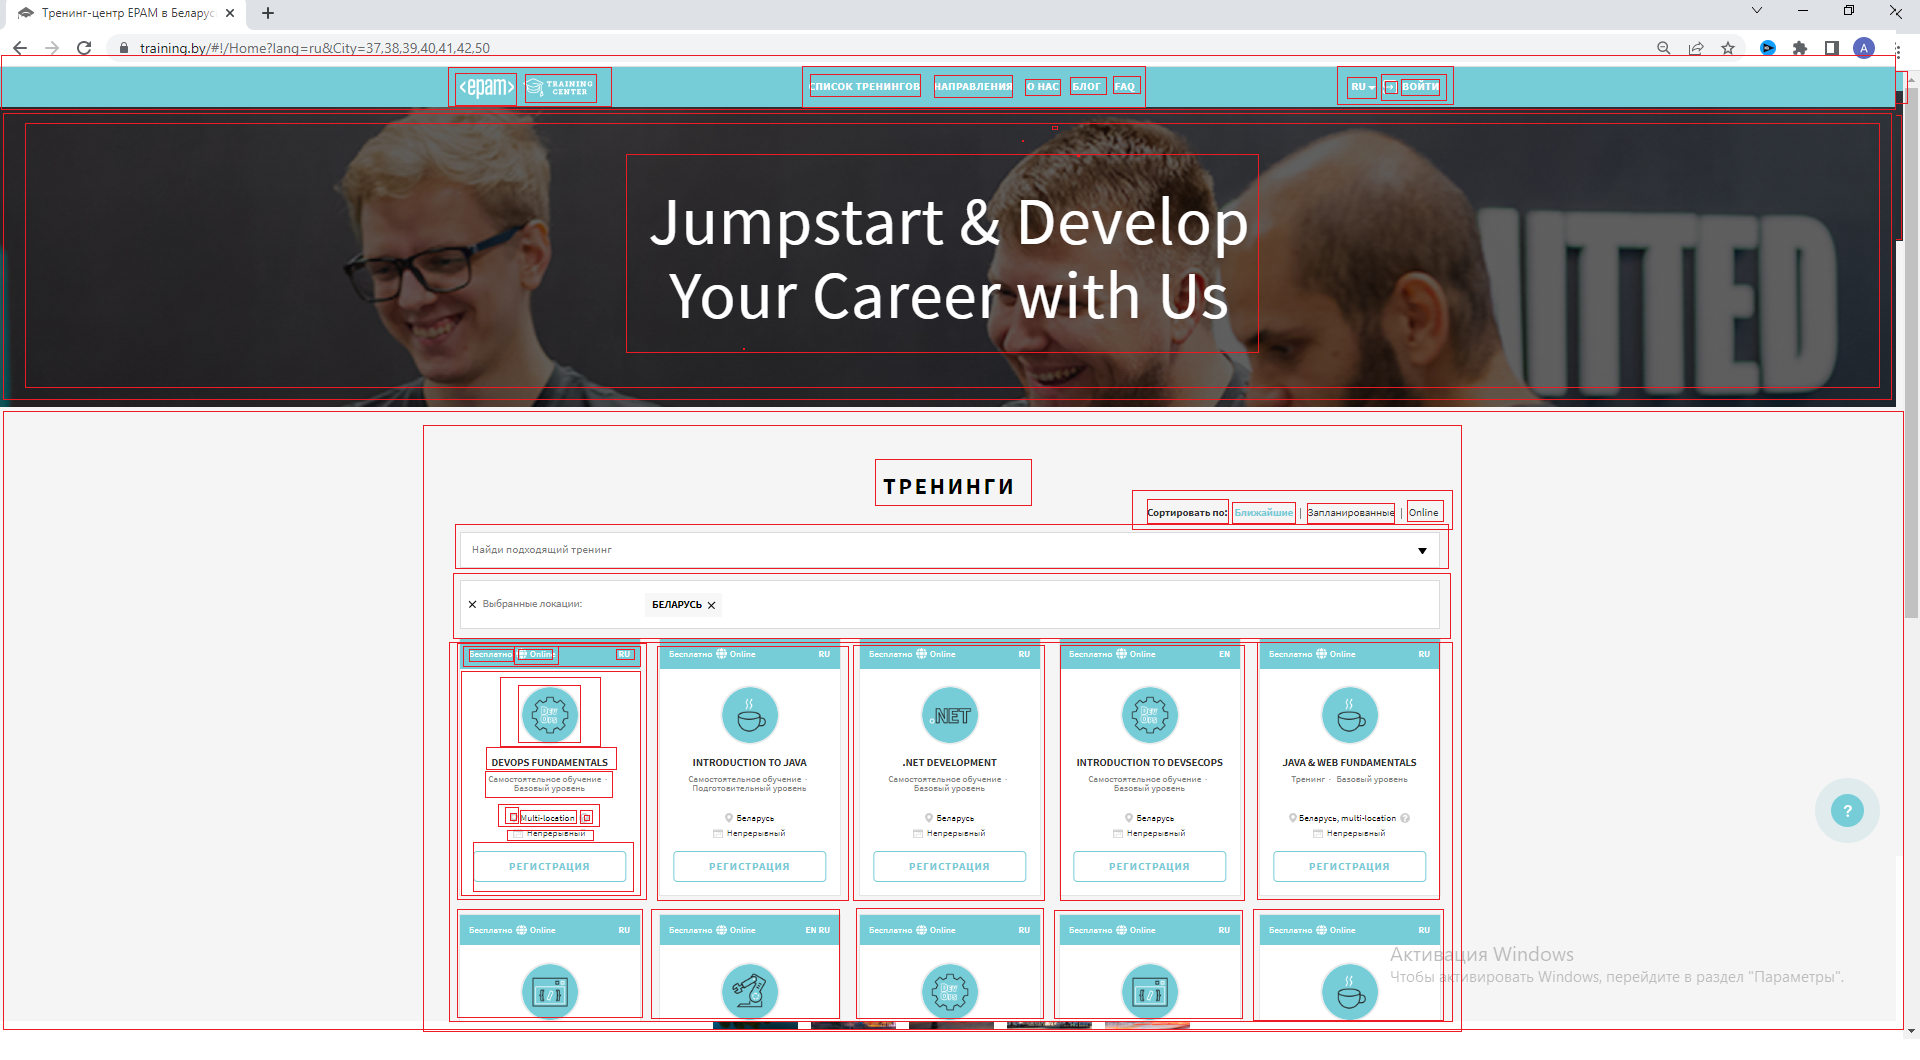 Тренинг-центр EPAM в Беларус
training.by/#!/Home?lang=ru&City=37,38,39,40,41,42,50
A
<epam> TRAINING CENTER СПИСОК ТРЕНИНГОВ НАПРАВЛЕНИЯ О НАС БЛОГ FAQ RU ВОЙТИ
Jumpstart & Develop
Your Career with Us
ТРЕНИНГИ
Сортировать по: Ближайшие | Запланированные | Online
Найди подходящий тренинг
Выбранные локации: БЕЛАРУСЬ
Бесплатно Online RU
DEV OPS
DEVOPS FUNDAMENTALS
Самостоятельное обучение ·
Базовый уровень
Multi-location
Непрерывный
РЕГИСТРАЦИЯ
Бесплатно Online RU
INTRODUCTION TO JAVA
Самостоятельное обучение ·
Подготовительный уровень
Беларусь
Непрерывный
РЕГИСТРАЦИЯ
Бесплатно Online RU
.NET
.NET DEVELOPMENT
Самостоятельное обучение ·
Базовый уровень
Беларусь
Непрерывный
РЕГИСТРАЦИЯ
Бесплатно Online EN
DEV OPS
INTRODUCTION TO DEVSECOPS
Самостоятельное обучение ·
Базовый уровень
Беларусь
Непрерывный
РЕГИСТРАЦИЯ
Бесплатно Online RU
JAVA & WEB FUNDAMENTALS
Тренинг · Базовый уровень
Беларусь, multi-location ?
Непрерывный
РЕГИСТРАЦИЯ
?
Бесплатно Online RU
Бесплатно Online EN RU
Бесплатно Online RU
DEV OPS
Бесплатно Online RU
Бесплатно Online RU
Активация Windows
Чтобы активировать Windows, перейдите в раздел "Параметры".